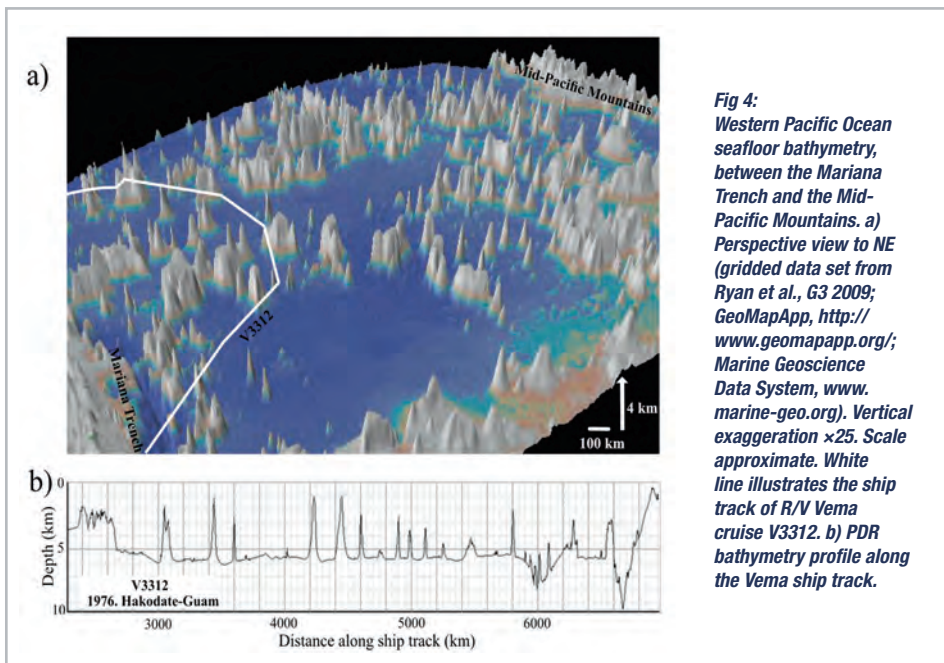 a)
Mid-Pacific Mountains
V3312
Mariana Trench
4 km
100 km
b)
0
5
10
Depth (km)
V3312
1976. Hakodate-Guam
3000
4000
5000
6000
Distance along ship track (km)
Fig 4:
Western Pacific Ocean
seafloor bathymetry,
between the Mariana
Trench and the Mid-
Pacific Mountains. a)
Perspective view to NE
(gridded data set from
Ryan et al., G3 2009;
GeoMapApp, http://
www.geomapapp.org/;
Marine Geoscience
Data System, www.
marine-geo.org). Vertical
exaggeration ×25. Scale
approximate. White
line illustrates the ship
track of R/V Vema
cruise V3312. b) PDR
bathymetry profile along
the Vema ship track.